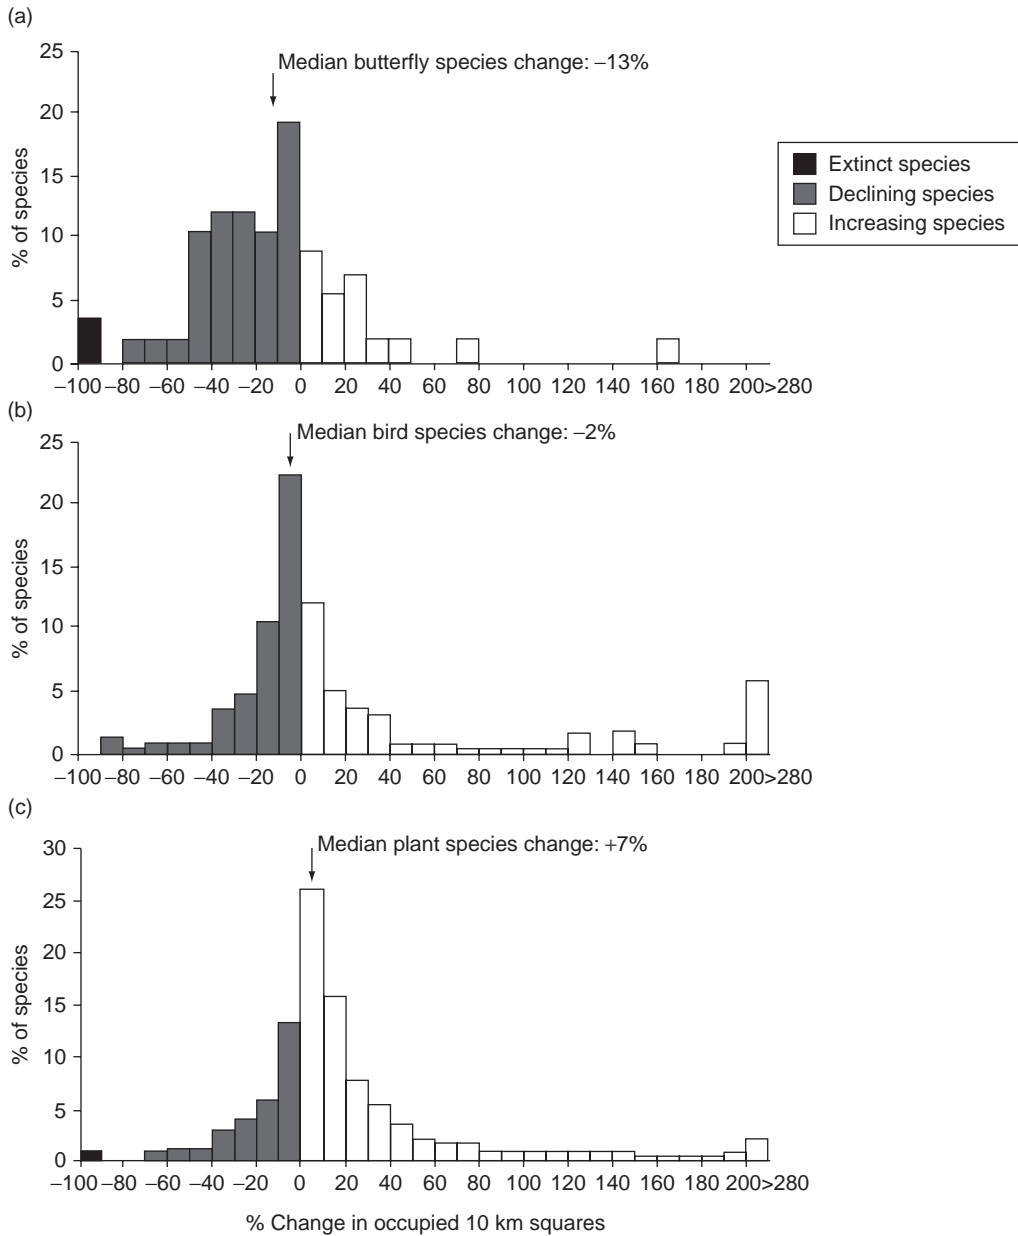 (a)
25
Median butterfly species change: –13%
20
15
10
5
0
% of species
Extinct species
Declining species
Increasing species
–100 –80 –60 –40 –20 0 20 40 60 80 100 120 140 160 180 200>280
(b)
25
Median bird species change: –2%
20
15
10
5
0
% of species
–100 –80 –60 –40 –20 0 20 40 60 80 100 120 140 160 180 200>280
(c)
30
Median plant species change: +7%
25
20
15
10
5
0
% of species
–100 –80 –60 –40 –20 0 20 40 60 80 100 120 140 160 180 200>280
% Change in occupied 10 km squares